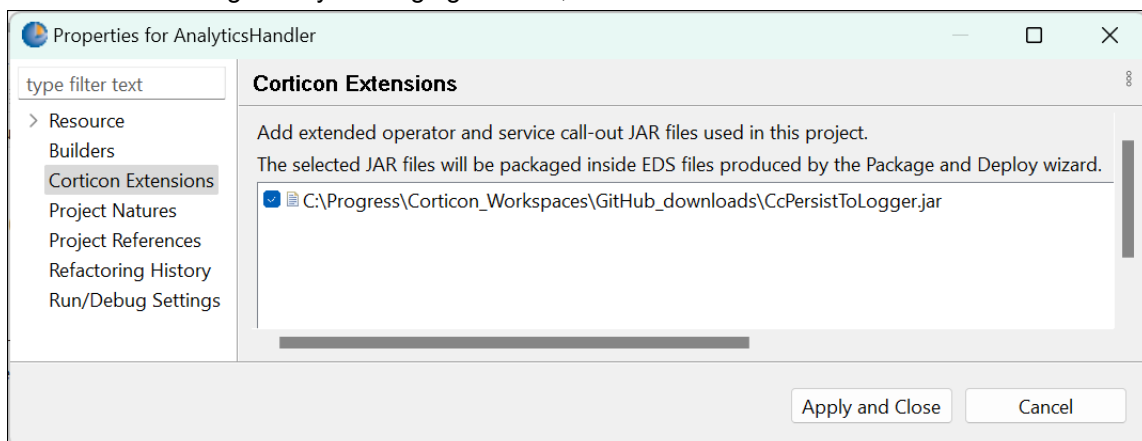 Properties for AnalyticsHandler
type filter text
Corticon Extensions
Resource
Builders
Corticon Extensions
Project Natures
Project References
Refactoring History
Run/Debug Settings
Add extended operator and service call-out JAR files used in this project.
The selected JAR files will be packaged inside EDS files produced by the Package and Deploy wizard.
C:\Progress\Corticon_Workspaces\GitHub_downloads\CcPersistToLogger.jar
Apply and Close
Cancel